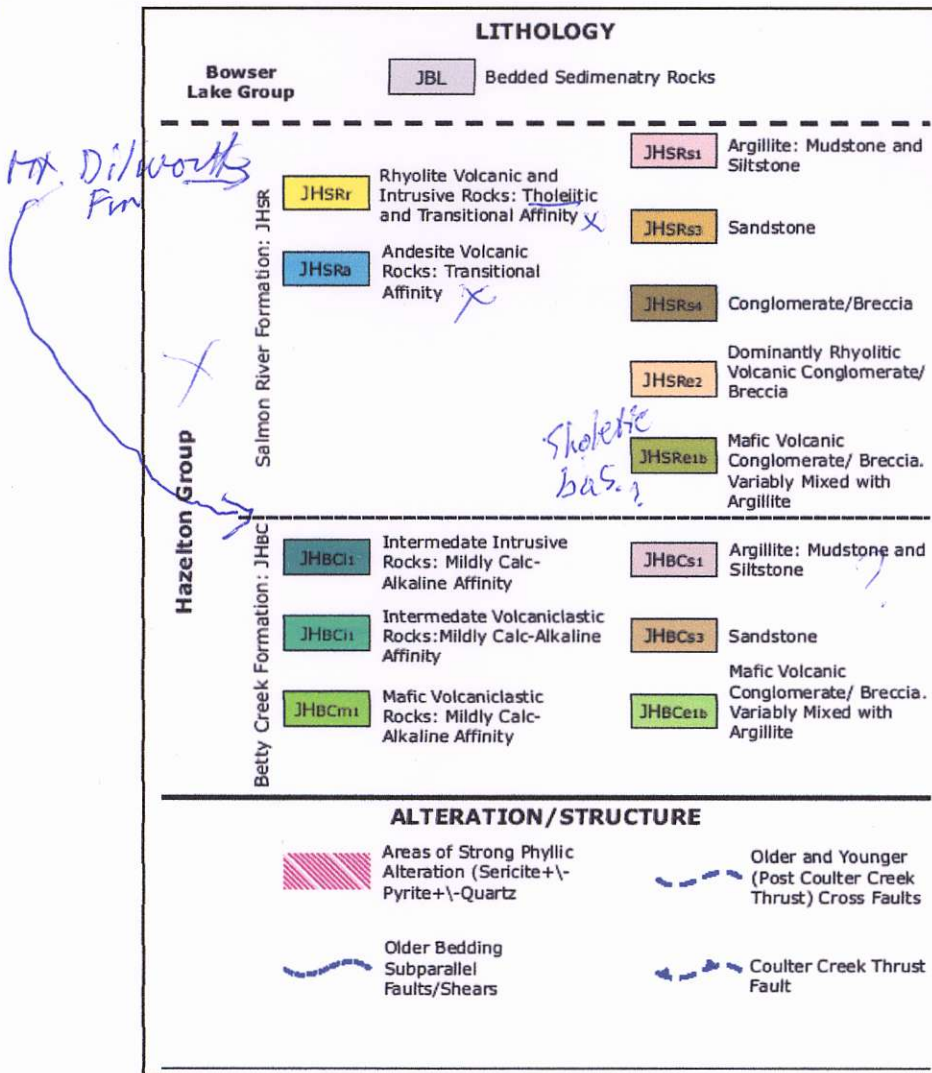 LITHOLOGY
Bowser
Lake Group
JBL
Bedded Sedimenatry Rocks
Mt Dilworth
Fm
Hazelton Group
Salmon River Formation: JHSR
JHSRr
Rhyolite Volcanic and
Intrusive Rocks: Tholeiitic
and Transitional Affinity
x
JHSRa
Andesite Volcanic
Rocks: Transitional
Affinity
x
JHSRs1
Argillite: Mudstone and
Siltstone
JHSRs3
Sandstone
JHSRs4
Conglomerate/Breccia
JHSRe2
Dominantly Rhyolitic
Volcanic Conglomerate/
Breccia
bas.?
JHSRe1b
Mafic Volcanic
Conglomerate/ Breccia.
Variably Mixed with
Argillite
Betty Creek Formation: JHBC
JHBCi1
Intermedate Intrusive
Rocks: Mildly Calc-
Alkaline Affinity
JHBCi1
Intermedate Volcaniclastic
Rocks:Mildly Calc-Alkaline
Affinity
JHBCm1
Mafic Volcaniclastic
Rocks: Mildly Calc-
Alkaline Affinity
JHBCs1
Argillite: Mudstone and
Siltstone
?
JHBCs3
Sandstone
JHBCe1b
Mafic Volcanic
Conglomerate/ Breccia.
Variably Mixed with
Argillite
ALTERATION/STRUCTURE
Areas of Strong Phyllic
Alteration (Sericite+\-
Pyrite+\-Quartz
Older Bedding
Subparallel
Faults/Shears
Older and Younger
(Post Coulter Creek
Thrust) Cross Faults
Coulter Creek Thrust
Fault